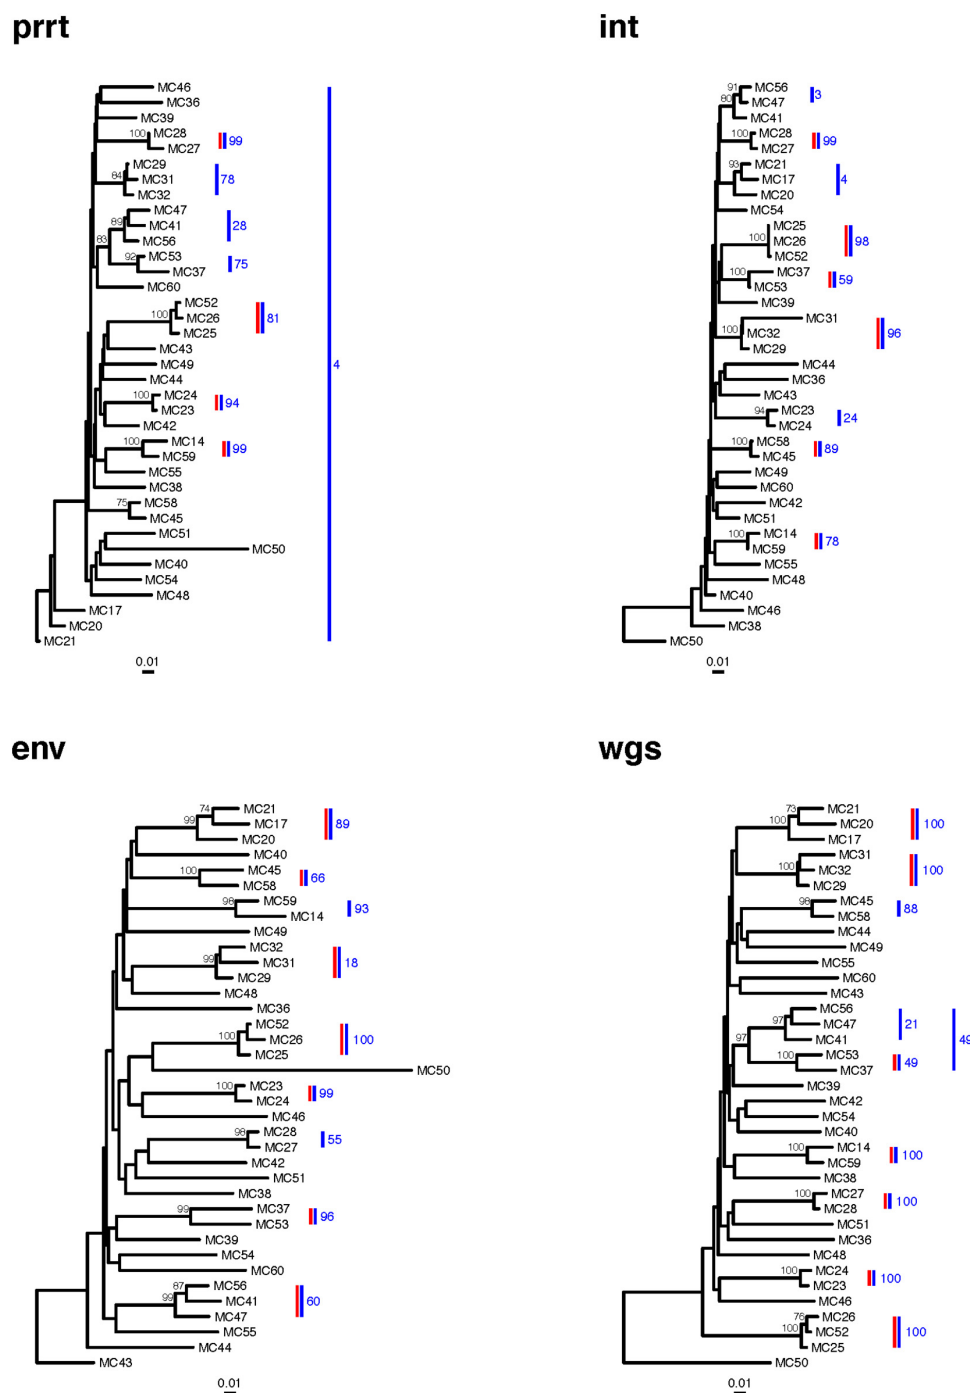 prrt
MC46
MC36
MC39
100 MC28
MC27 99
MC29
84 MC31 78
MC32
MC47
89 MC41 28
83 MC56
92 MC53
MC37 75
MC60
MC52
100 MC26 81
MC25
MC43
MC49
MC44 4
100 MC24
MC23 94
MC42
100 MC14
MC59 99
MC55
MC38
75 MC58
MC45
MC51
MC50
MC40
MC54
MC48
MC17
MC20
MC21
0.01
int
91 MC56
80 MC47 3
MC41
100 MC28
MC27 99
93 MC21
MC17 4
MC20
MC54
MC25
100 MC26 98
MC52
100 MC37
MC53 59
MC39
MC31
100 MC32 96
MC29
MC44
MC36
MC43
94 MC23
MC24 24
100 MC58
MC45 89
MC49
MC60
MC42
MC51
100 MC14
MC59 78
MC55
MC48
MC40
MC46
MC38
MC50
0.01
env
74 MC21
99 MC17 89
MC20
MC40
100 MC45
MC58 66
98 MC59
MC14 93
MC49
MC32
99 MC31 18
MC29
MC48
MC36
MC52
100 MC26 100
MC25
MC50
100 MC23
MC24 99
MC46
98 MC28
MC27 55
MC42
MC51
MC38
99 MC37
MC53 96
MC39
MC54
MC60
87 MC56
99 MC41 60
MC47
MC55
MC44
MC43
0.01
wgs
73 MC21
100 MC20 100
MC17
MC31
100 MC32 100
MC29
98 MC45
MC58 88
MC44
MC49
MC55
MC60
MC43
MC56
97 MC47 21
97 MC41 49
100 MC53
MC37 49
MC39
MC42
MC54
MC40
100 MC14
MC59 100
MC38
100 MC27
MC28 100
MC51
MC36
MC48
100 MC24
MC23 100
MC46
76 MC26
100 MC52 100
MC25
MC50
0.01